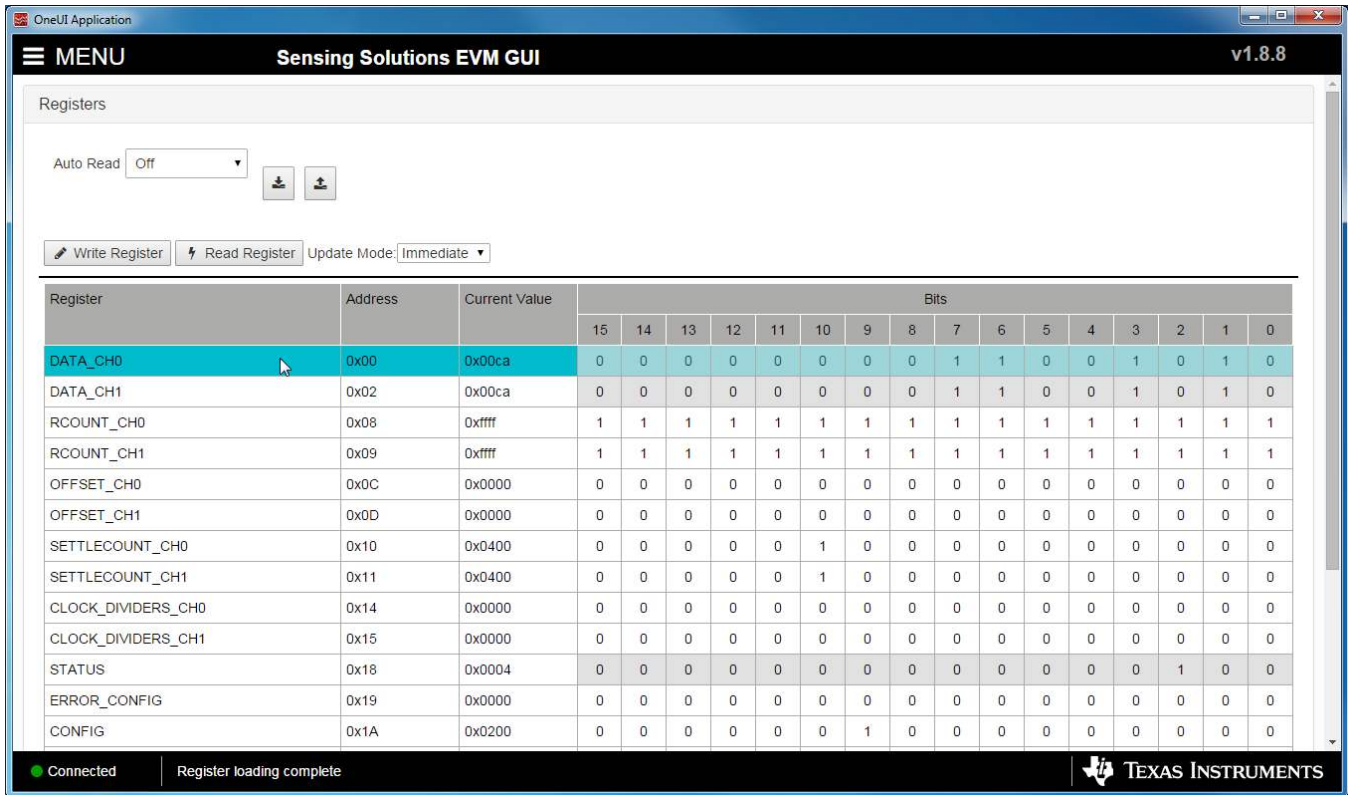 OneUI Application
MENU Sensing Solutions EVM GUI v1.8.8
Registers
Auto Read Off
Write Register Read Register Update Mode: Immediate
Register Address Current Value Bits
15 14 13 12 11 10 9 8 7 6 5 4 3 2 1 0
DATA_CH0 0x00 0x00ca 0 0 0 0 0 0 0 0 1 1 0 0 1 0 1 0
DATA_CH1 0x02 0x00ca 0 0 0 0 0 0 0 0 1 1 0 0 1 0 1 0
RCOUNT_CH0 0x08 0xffff 1 1 1 1 1 1 1 1 1 1 1 1 1 1 1 1
RCOUNT_CH1 0x09 0xffff 1 1 1 1 1 1 1 1 1 1 1 1 1 1 1 1
OFFSET_CH0 0x0C 0x0000 0 0 0 0 0 0 0 0 0 0 0 0 0 0 0 0
OFFSET_CH1 0x0D 0x0000 0 0 0 0 0 0 0 0 0 0 0 0 0 0 0 0
SETTLECOUNT_CH0 0x10 0x0400 0 0 0 0 0 1 0 0 0 0 0 0 0 0 0 0
SETTLECOUNT_CH1 0x11 0x0400 0 0 0 0 0 1 0 0 0 0 0 0 0 0 0 0
CLOCK_DIVIDERS_CH0 0x14 0x0000 0 0 0 0 0 0 0 0 0 0 0 0 0 0 0 0
CLOCK_DIVIDERS_CH1 0x15 0x0000 0 0 0 0 0 0 0 0 0 0 0 0 0 0 0 0
STATUS 0x18 0x0004 0 0 0 0 0 0 0 0 0 0 0 0 0 1 0 0
ERROR_CONFIG 0x19 0x0000 0 0 0 0 0 0 0 0 0 0 0 0 0 0 0 0
CONFIG 0x1A 0x0200 0 0 0 0 0 0 1 0 0 0 0 0 0 0 0 0
Connected Register loading complete TEXAS INSTRUMENTS